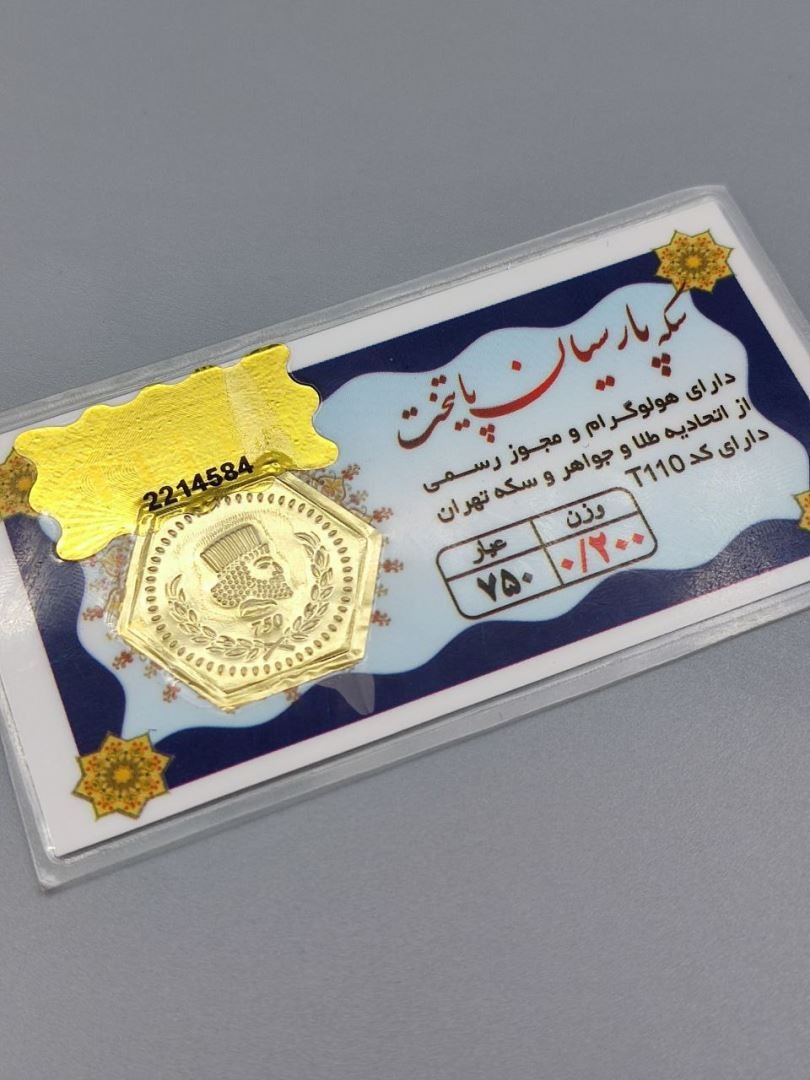 سکه پارسیان پایتخت
دارای هولوگرام و مجوز رسمی
از اتحادیه طلا و جواهر و سکه تهران
دارای کد T110
وزن عیار
۰/۲۰۰ ۷۵۰
2214584
750